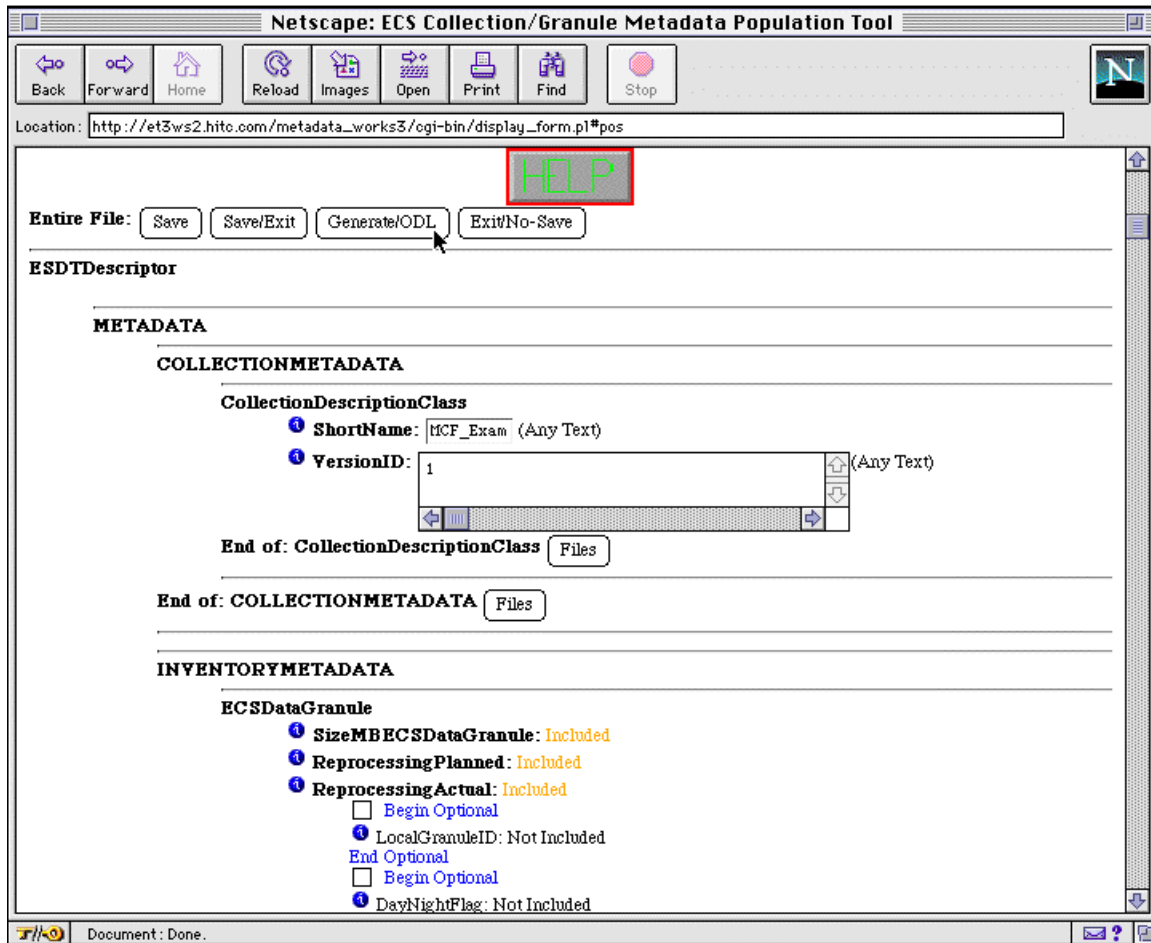 Netscape: ECS Collection/Granule Metadata Population Tool
Back Forward Home Reload Images Open Print Find Stop
N
Location: http://et3ws2.hitc.com/metadata_works3/cgi-bin/display_form.pl#pos
HELP
Entire File: Save Save/Exit Generate/ODL Exit/No-Save
ESDTDescriptor
METADATA
COLLECTIONMETADATA
CollectionDescriptionClass
ShortName: MCF_Exam (Any Text)
VersionID: 1 (Any Text)
End of: CollectionDescriptionClass Files
End of: COLLECTIONMETADATA Files
INVENTORYMETADATA
ECSDataGranule
SizeMBECSDataGranule: Included
ReprocessingPlanned: Included
ReprocessingActual: Included
Begin Optional
LocalGranuleID: Not Included
End Optional
Begin Optional
DayNightFlag: Not Included
Document: Done.
?